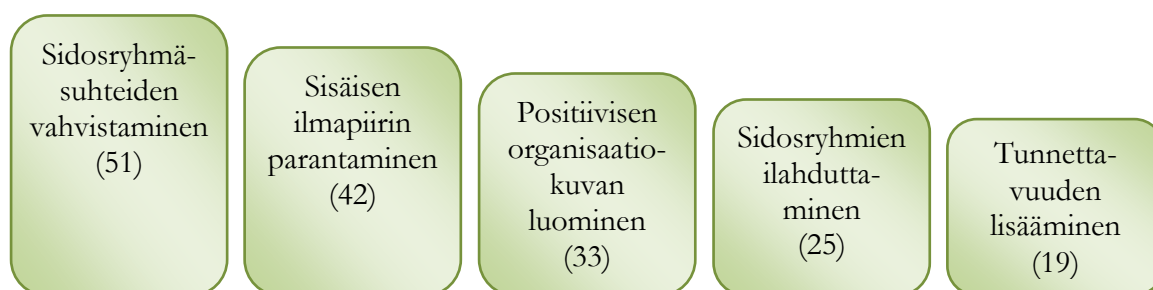 Sidosryhmä-
suhteiden
vahvistaminen
(51)
Sisäisen
ilmapiirin
parantaminen
(42)
Positiivisen
organisaatio-
kuvan
luominen
(33)
Sidosryhmien
ilahdutta-
minen
(25)
Tunnetta-
vuuden
lisääminen
(19)